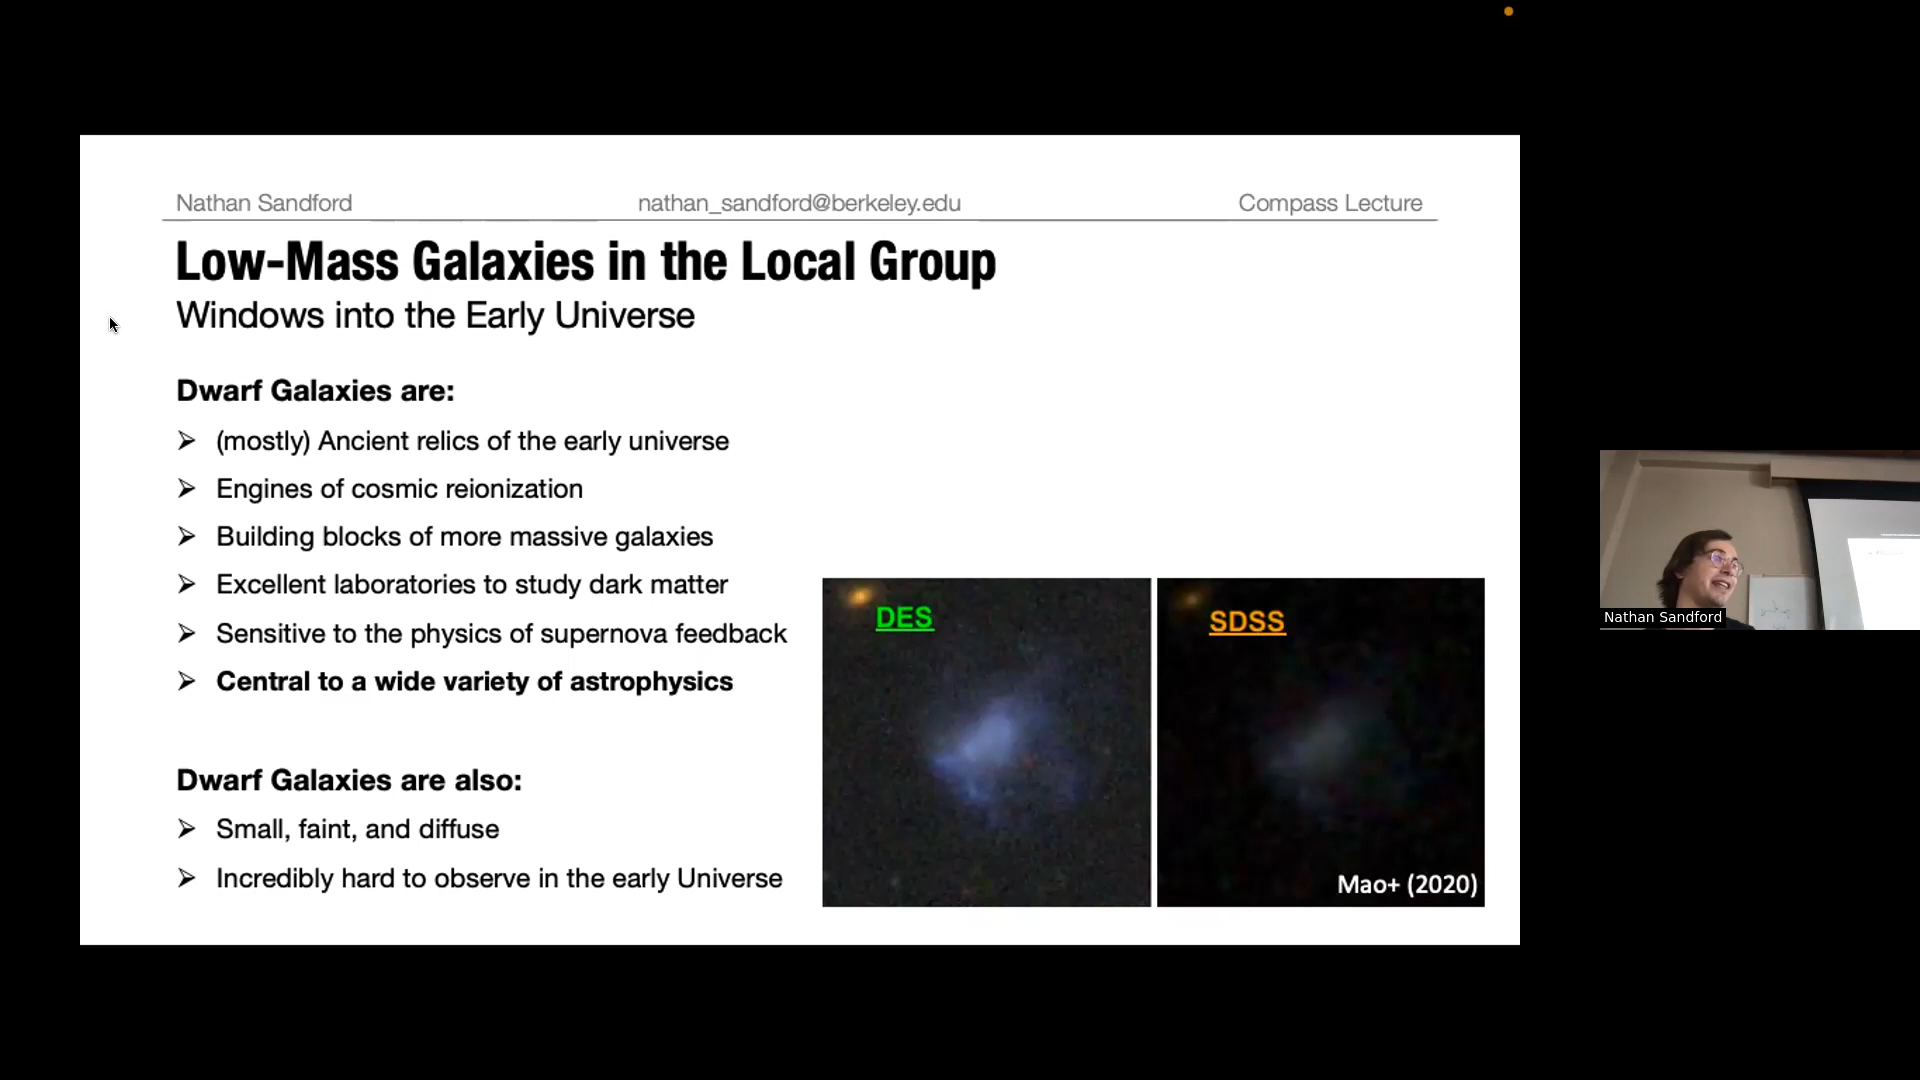 Nathan Sandford nathan_sandford@berkeley.edu Compass Lecture
Low-Mass Galaxies in the Local Group
Windows into the Early Universe
Dwarf Galaxies are:
➢ (mostly) Ancient relics of the early universe
➢ Engines of cosmic reionization
➢ Building blocks of more massive galaxies
➢ Excellent laboratories to study dark matter
➢ Sensitive to the physics of supernova feedback
➢ Central to a wide variety of astrophysics
Dwarf Galaxies are also:
➢ Small, faint, and diffuse
➢ Incredibly hard to observe in the early Universe
DES
SDSS
Mao+ (2020)
Nathan Sandford